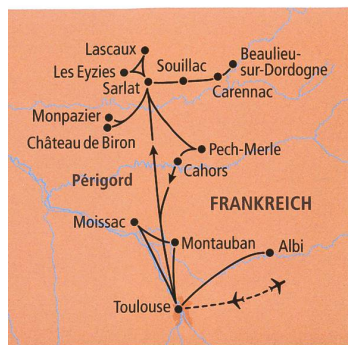 Lascaux
Souillac
Beaulieu-
sur-Dordogne
Les Eyzies
Sarlat
Carennac
Monpazier
Château de Biron
Pech-Merle
Cahors
Périgord
FRANKREICH
Moissac
Montauban
Albi
Toulouse